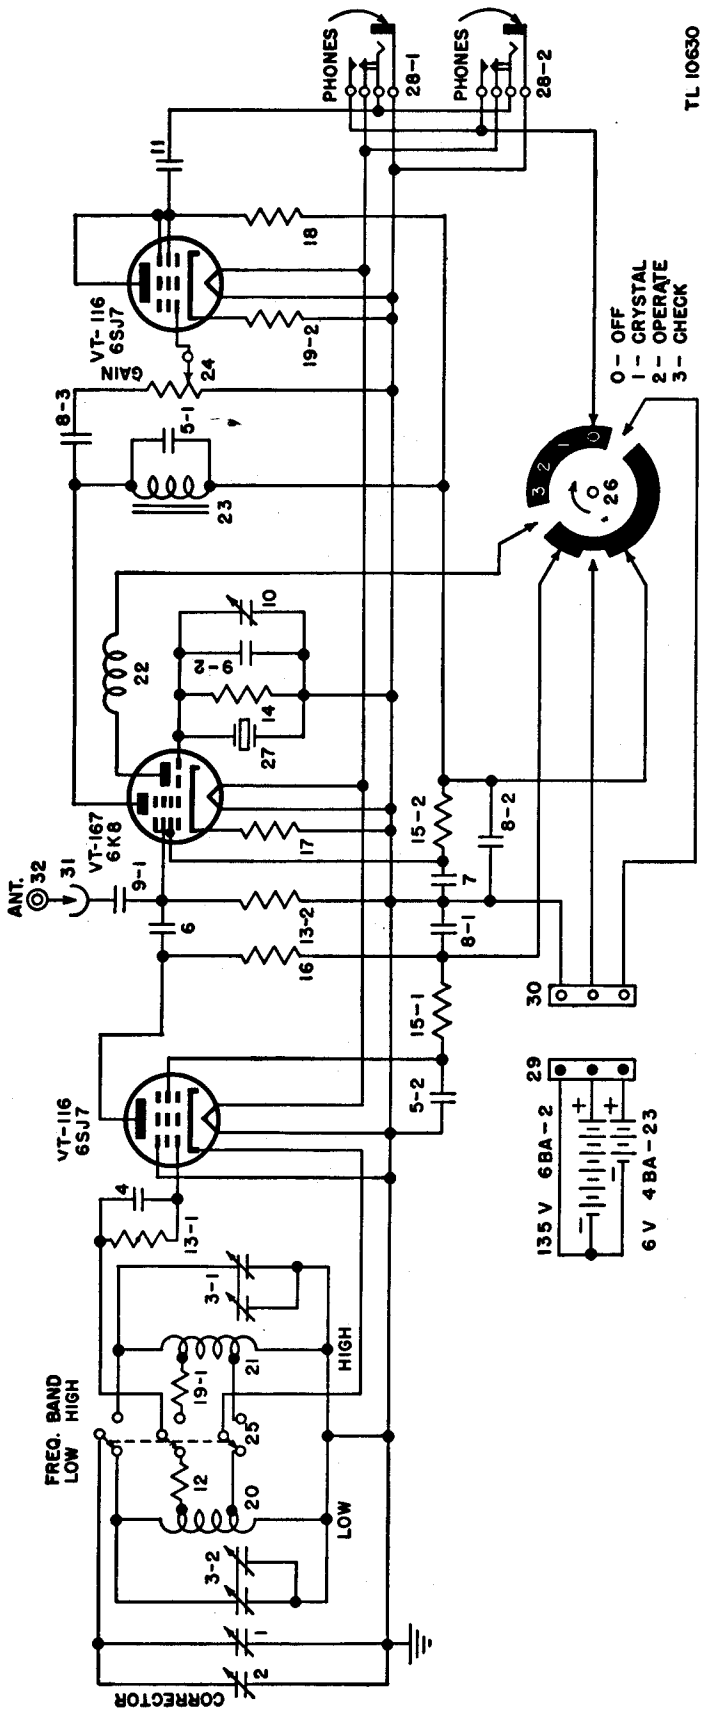 CORRECTOR
2
1
3-2
LOW
20
12
FREQ. BAND
LOW HIGH
25
19-1
21
HIGH
3-1
13-1
4
VT-116
6SJ7
5-2
15-1
16
6
8-1
13-2
ANT.
32
31
9-1
7
VT-167
6K8
17
15-2
8-2
22
27
14
9-2
10
23
5-1
8-3
GAIN
24
VT-116
6SJ7
19-2
18
11
PHONES
28-1
PHONES
28-2
135 V 6BA-2
6 V 4BA-23
+
-
+
-
29
30
26
3 2 1 0
0 - OFF
1 - CRYSTAL
2 - OPERATE
3 - CHECK
TL 10630